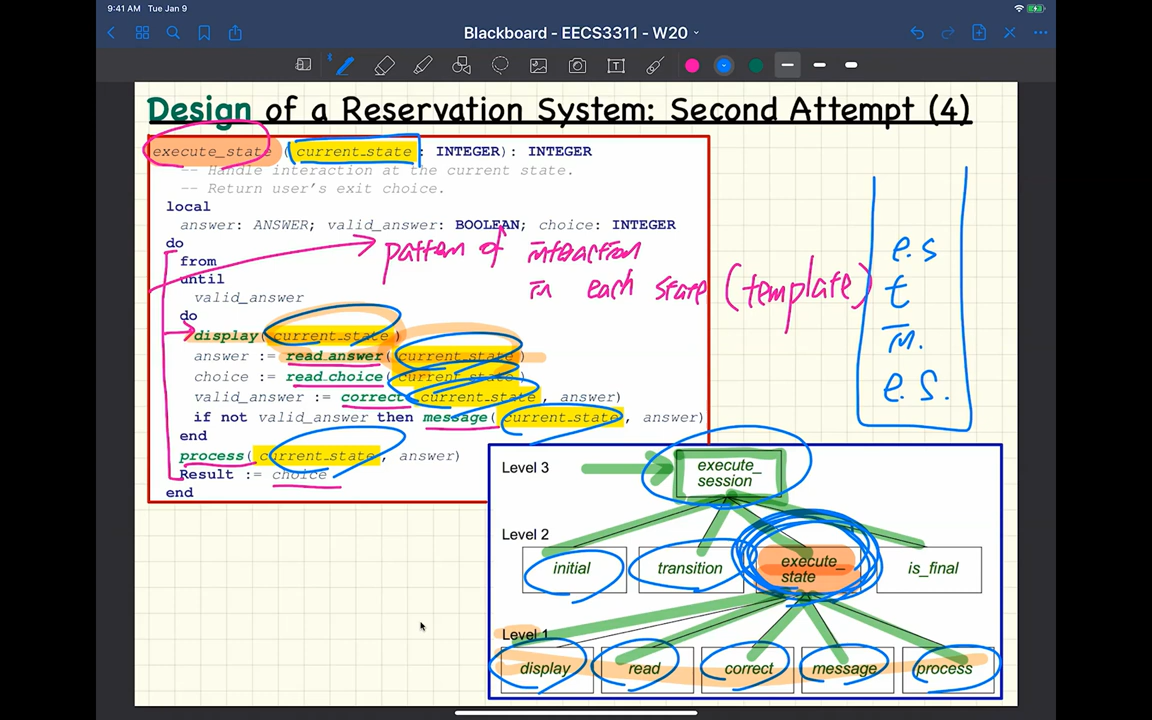 9:41 AM Tue Jan 9
Blackboard - EECS3311 - W20
Design of a Reservation System: Second Attempt (4)
execute_state (current_state: INTEGER): INTEGER
-- Handle interaction at the current state.
-- Return user's exit choice.
local
answer: ANSWER; valid_answer: BOOLEAN; choice: INTEGER
do
from
until
valid_answer
do
display(current_state)
answer := read_answer(current_state)
choice := read_choice(current_state)
valid_answer := correct(current_state, answer)
if not valid_answer then message(current_state, answer)
end
process(current_state, answer)
Result := choice
end
pattern of interaction
in each state (template)
e.s
t
in.
e.s.
Level 3
execute_
session
Level 2
initial
transition
execute_
state
is_final
Level 1
display
read
correct
message
process